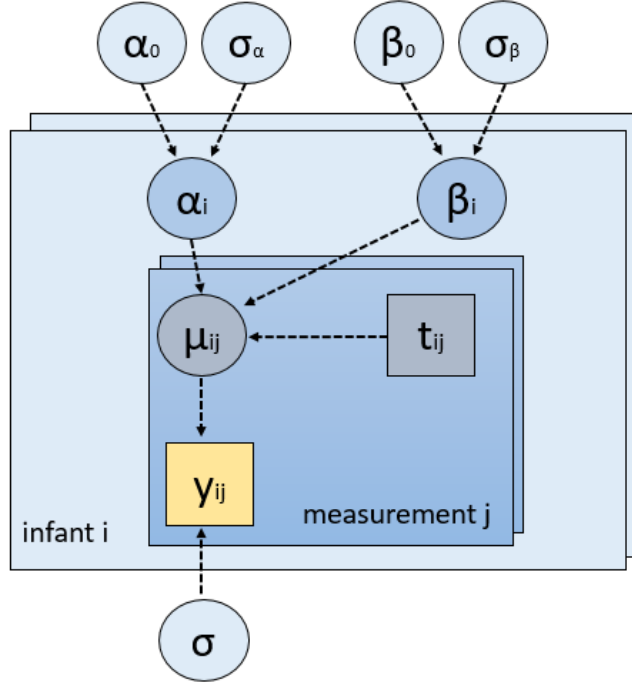 α₀ σα β₀ σβ
αᵢ βᵢ
μᵢⱼ tᵢⱼ
yᵢⱼ
measurement j
infant i
σ